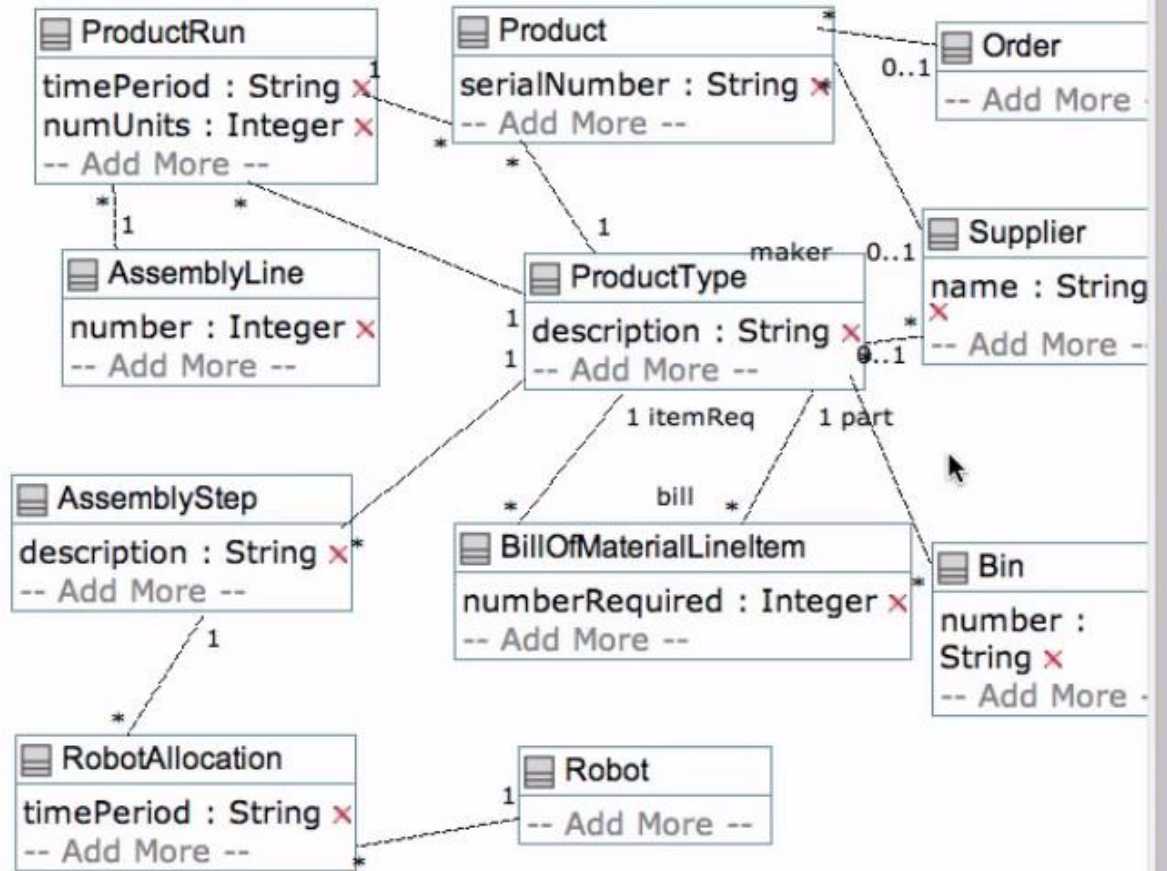 ProductRun
timePeriod : String
numUnits : Integer
-- Add More --
1
*
*
*
1
Product
serialNumber : String
-- Add More --
*
*
*
1
Order
-- Add More -
0..1
AssemblyLine
number : Integer
-- Add More --
maker
0..1
Supplier
name : String
-- Add More -
ProductType
description : String
-- Add More --
1
1
*
..1
1 itemReq
1 part
AssemblyStep
description : String
-- Add More --
*
bill
*
*
BillOfMaterialLineItem
numberRequired : Integer
-- Add More --
*
Bin
number :
String
-- Add More -
1
*
RobotAllocation
timePeriod : String
-- Add More --
*
1
Robot
-- Add More --